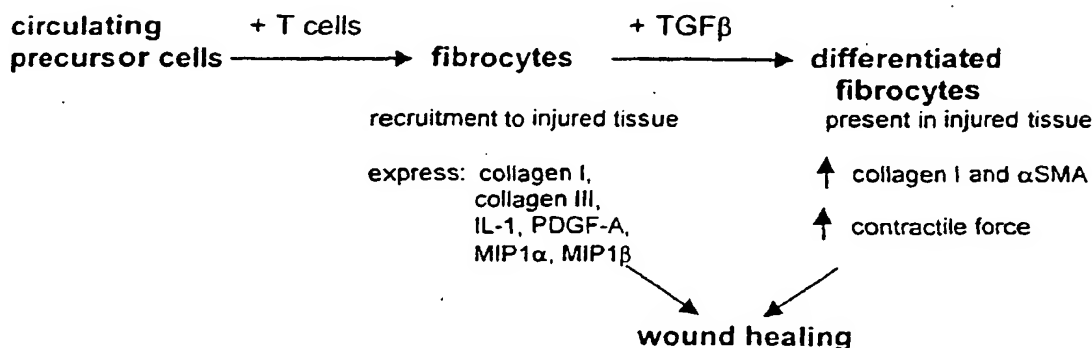 circulating + T cells + TGFβ
precursor cells fibrocytes differentiated
fibrocytes
recruitment to injured tissue present in injured tissue
express: collagen I, collagen I and αSMA
collagen III,
IL-1, PDGF-A, contractile force
MIP1α, MIP1β
wound healing